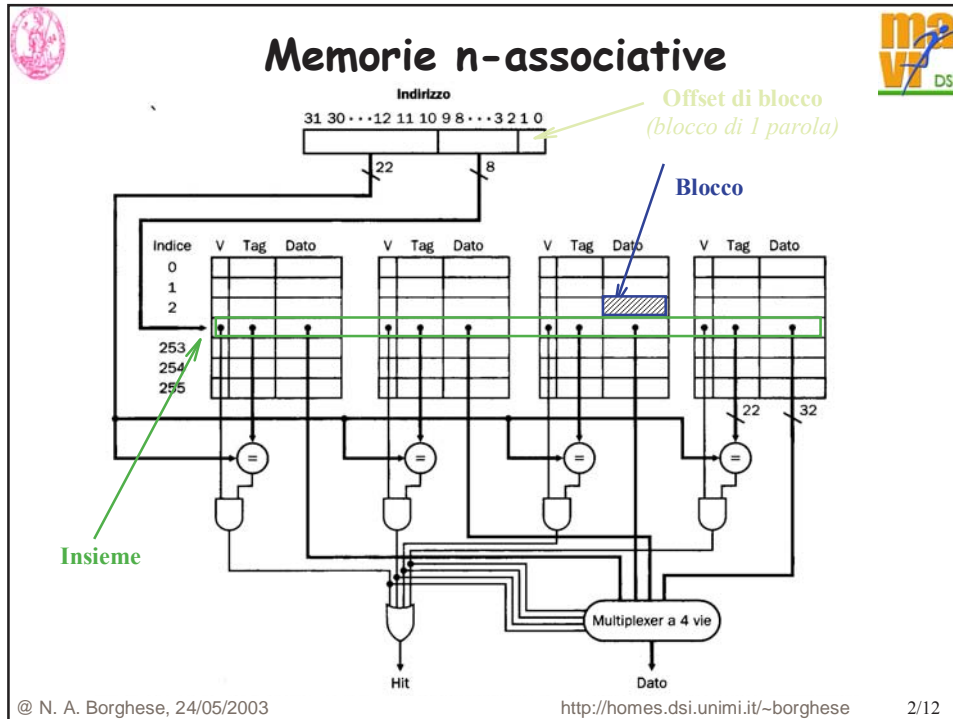 Memorie n-associative
ma
VI DS
Indirizzo
Offset di blocco
(blocco di 1 parola)
31 30 ··· 12 11 10 9 8 ··· 3 2 1 0
22
8
Blocco
Indice V Tag Dato V Tag Dato V Tag Dato V Tag Dato
0
1
2
253
254
255
22 32
= = = =
Insieme
Multiplexer a 4 vie
Hit Dato
@ N. A. Borghese, 24/05/2003 http://homes.dsi.unimi.it/~borghese 2/12